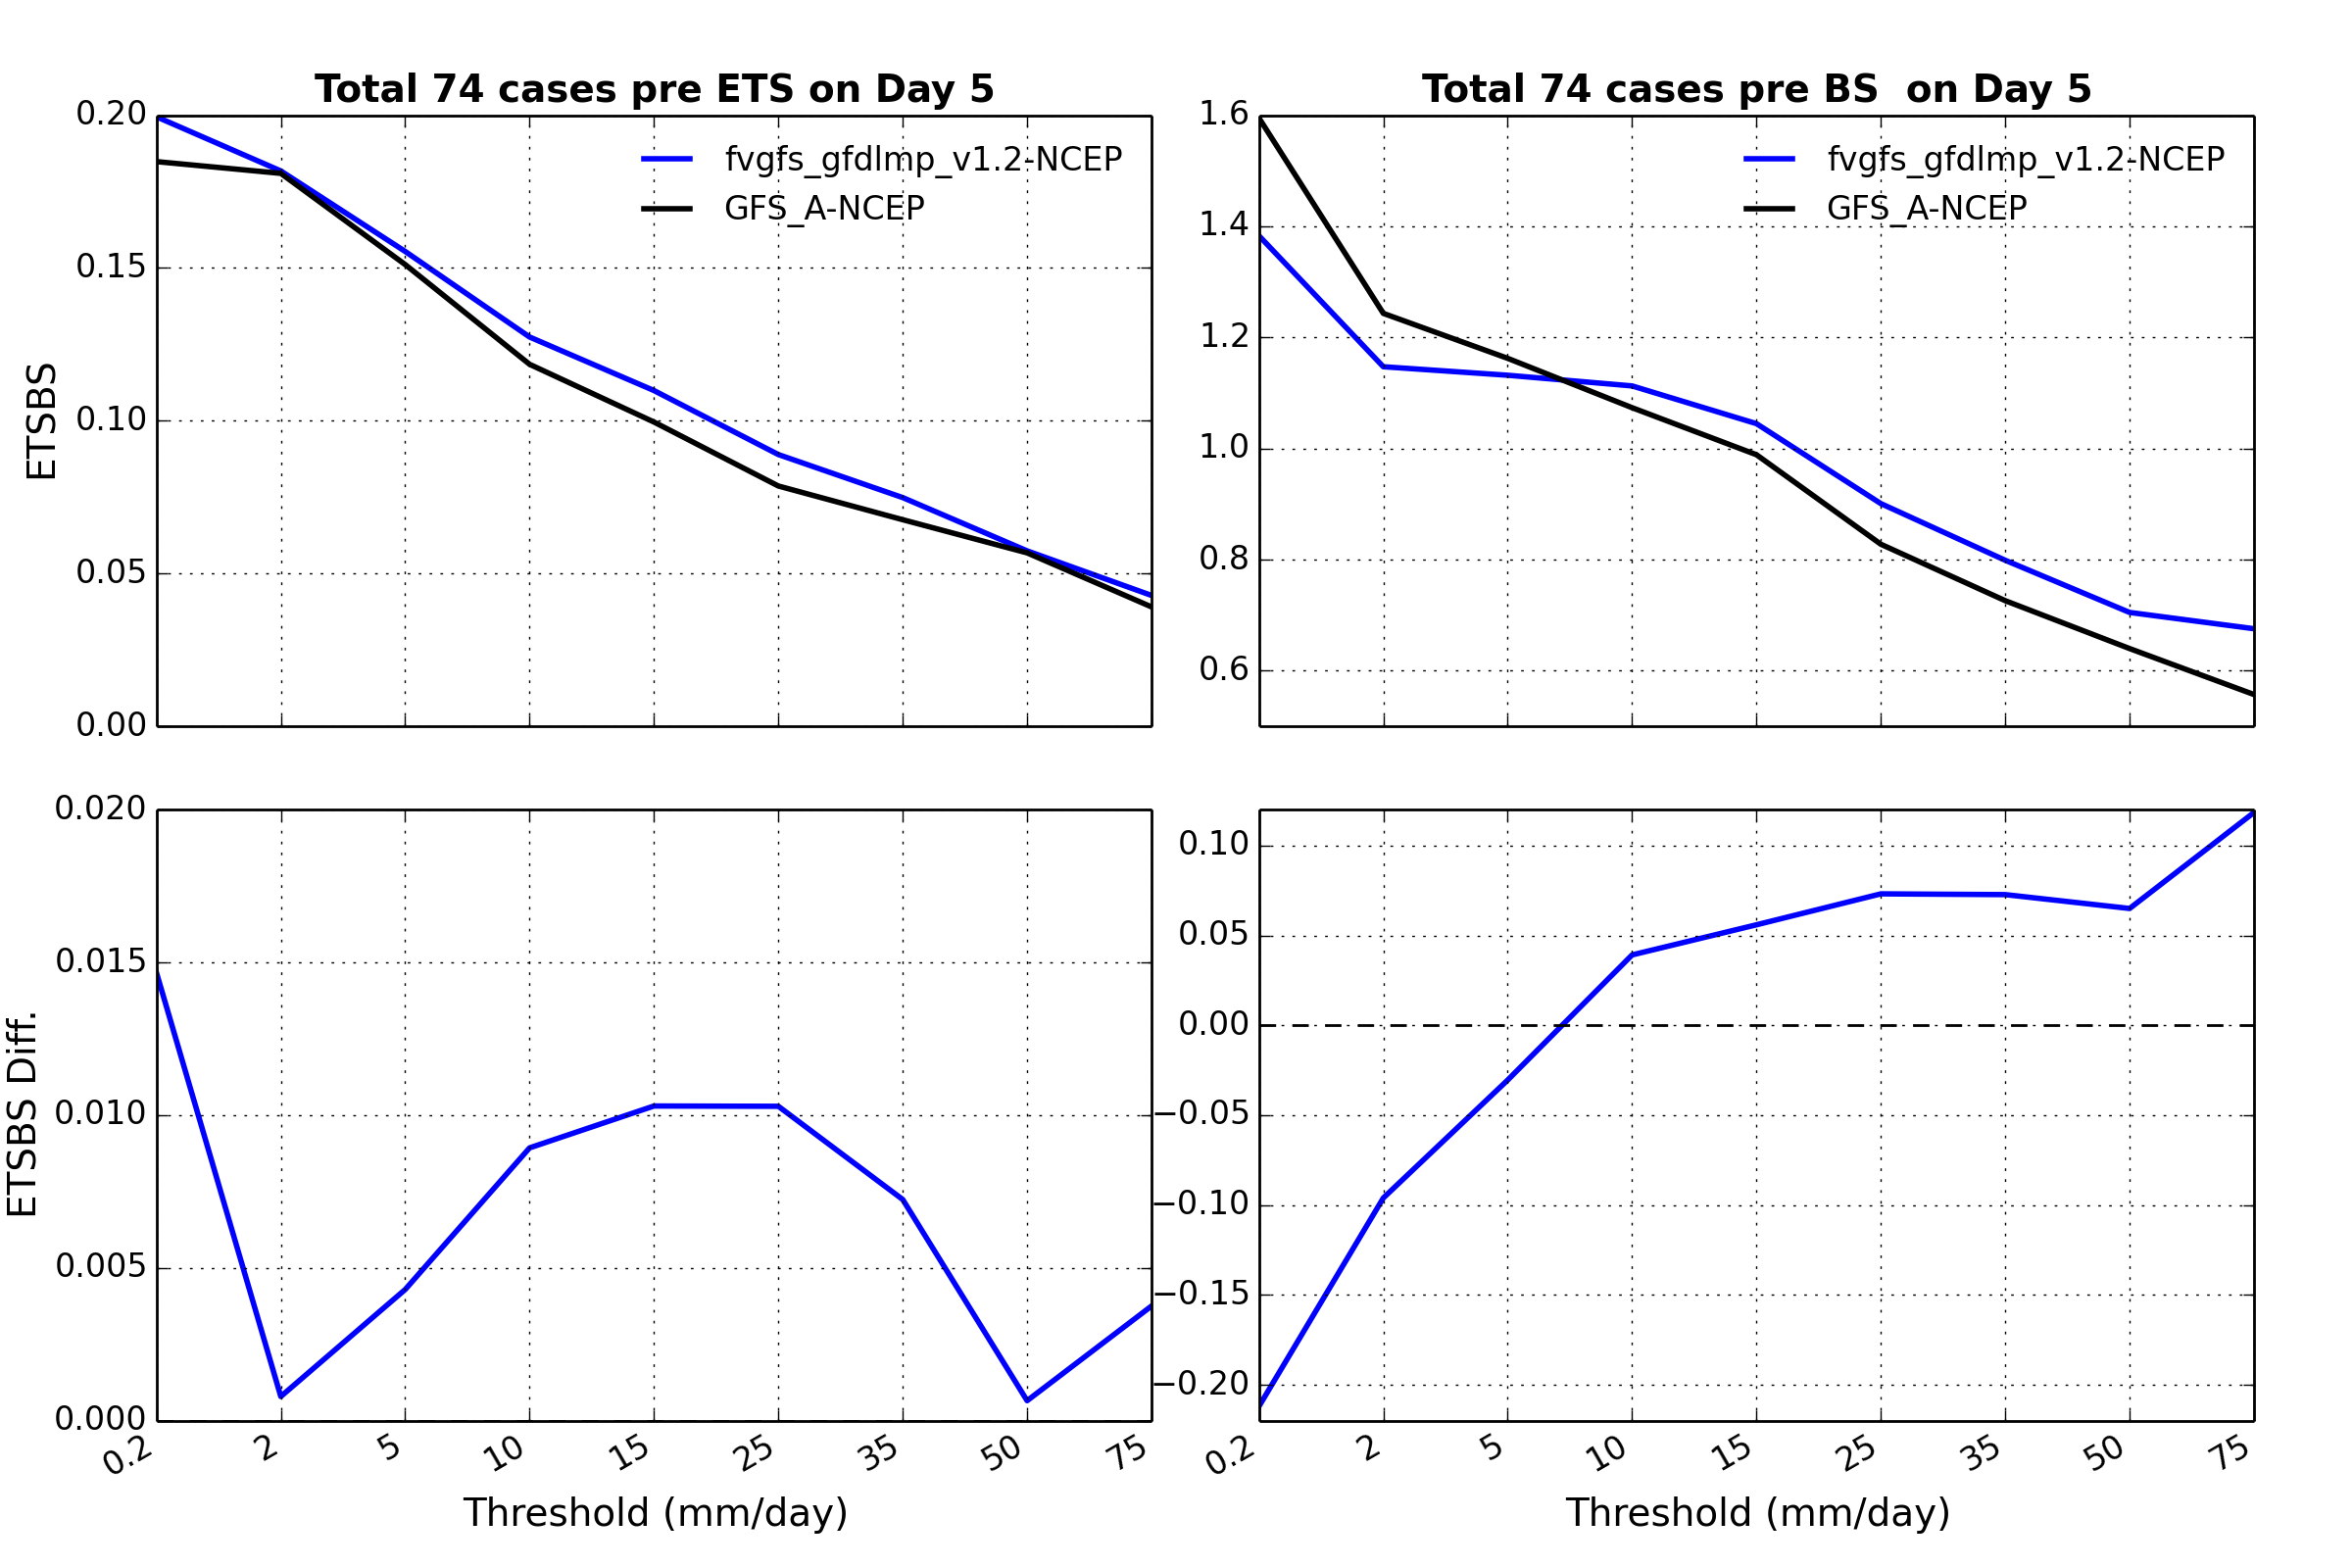 Total 74 cases pre ETS on Day 5
0.20
0.15
0.10
0.05
0.00
ETSBS
fvgfs_gfdlmp_v1.2-NCEP
GFS_A-NCEP
Total 74 cases pre BS on Day 5
1.6
1.4
1.2
1.0
0.8
0.6
fvgfs_gfdlmp_v1.2-NCEP
GFS_A-NCEP
0.020
0.015
0.010
0.005
0.000
ETSBS Diff.
0.2 2 5 10 15 25 35 50 75
Threshold (mm/day)
0.10
0.05
0.00
−0.05
−0.10
−0.15
−0.20
0.2 2 5 10 15 25 35 50 75
Threshold (mm/day)